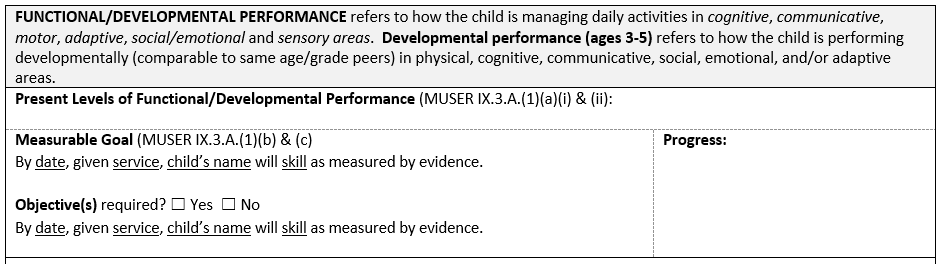 FUNCTIONAL/DEVELOPMENTAL PERFORMANCE refers to how the child is managing daily activities in cognitive, communicative,
motor, adaptive, social/emotional and sensory areas.  Developmental performance (ages 3-5) refers to how the child is performing
developmentally (comparable to same age/grade peers) in physical, cognitive, communicative, social, emotional, and/or adaptive
areas.
Present Levels of Functional/Developmental Performance (MUSER IX.3.A.(1)(a)(i) & (ii):
Measurable Goal (MUSER IX.3.A.(1)(b) & (c)
By date, given service, child's name will skill as measured by evidence.
Objective(s) required? ☐ Yes ☐ No
By date, given service, child's name will skill as measured by evidence.
Progress: